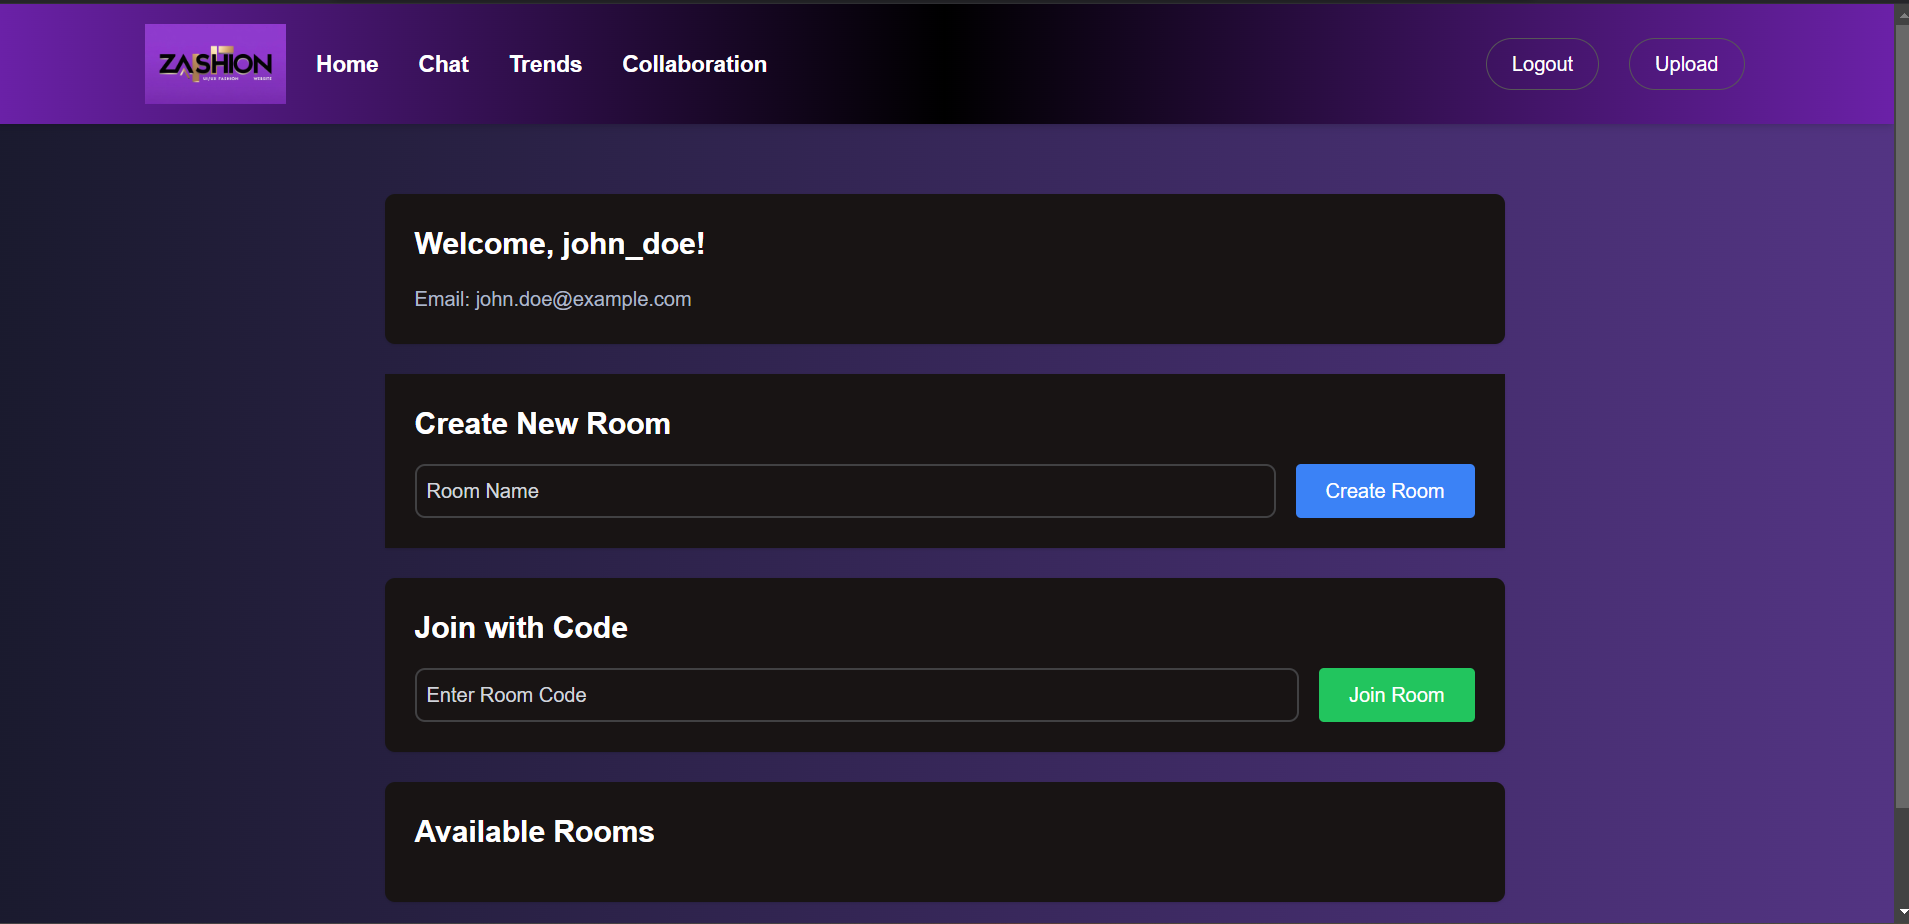 ZASHION
Home
Chat
Trends
Collaboration
Logout
Upload
Welcome, john_doe!
Email: john.doe@example.com
Create New Room
Room Name
Create Room
Join with Code
Enter Room Code
Join Room
Available Rooms